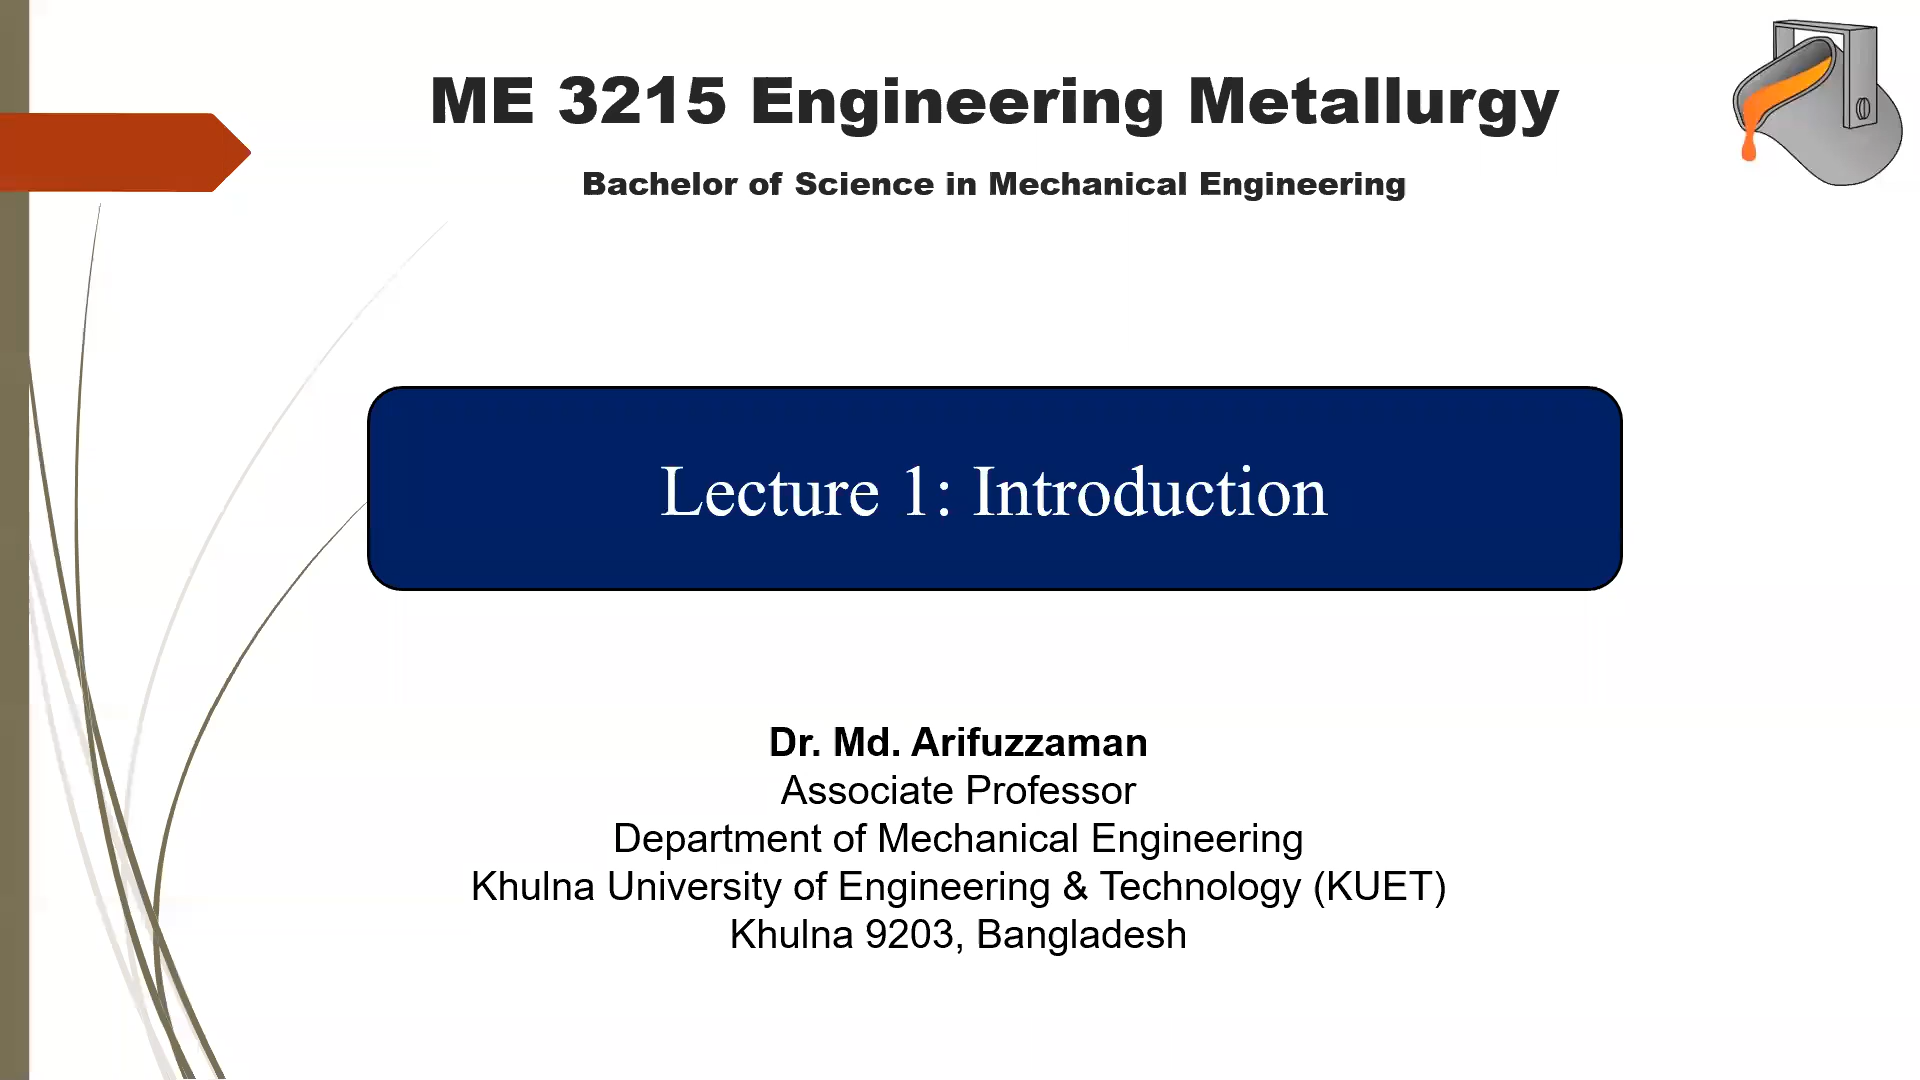 ME 3215 Engineering Metallurgy
Bachelor of Science in Mechanical Engineering
Lecture 1: Introduction
Dr. Md. Arifuzzaman
Associate Professor
Department of Mechanical Engineering
Khulna University of Engineering & Technology (KUET)
Khulna 9203, Bangladesh